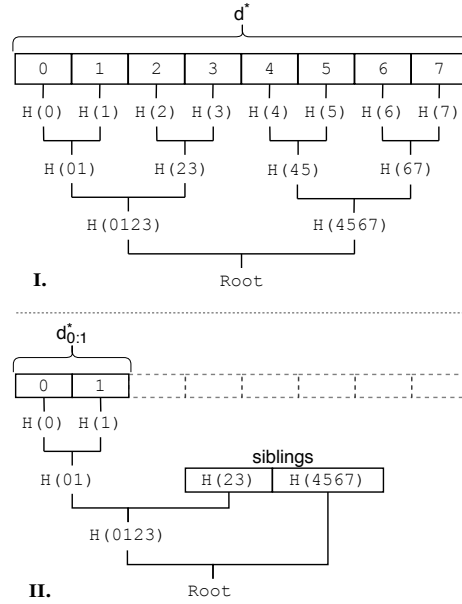 d*
0 1 2 3 4 5 6 7
H(0) H(1) H(2) H(3) H(4) H(5) H(6) H(7)
H(01) H(23) H(45) H(67)
H(0123) H(4567)
I. Root
d*0:1
0 1
H(0) H(1)
siblings
H(01) H(23) H(4567)
H(0123)
II. Root